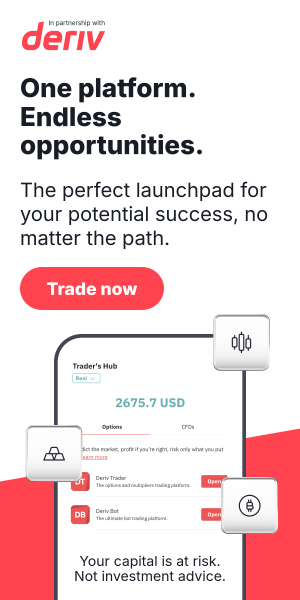 In partnership with
deriv
One platform.
Endless
opportunities.
The perfect launchpad for
your potential success, no
matter the path.
Trade now
Trader's Hub
Real
2675.7 USD
Options CFDs
dict the market, profit if you're right, risk only what you put
earn more
DT Deriv Trader
The options and multipliers trading platform.
Open
DB Deriv Bot
The ultimate bot trading platform.
Open
Your capital is at risk.
Not investment advice.